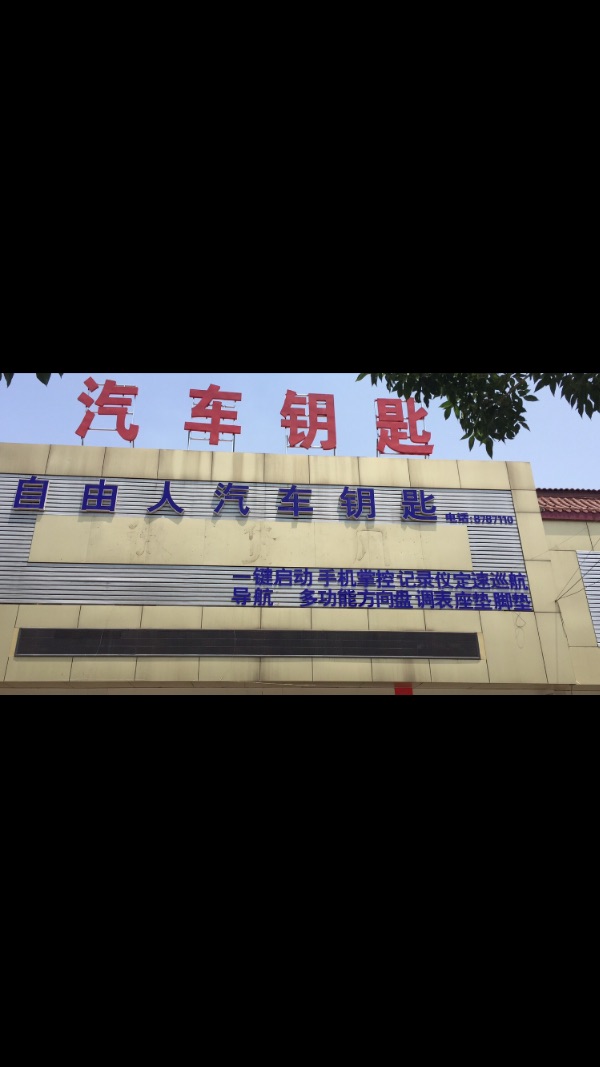 汽车钥匙
自由人汽车钥匙 电话:8787110
一键启动 手机掌控 记录仪 定速巡航
导航 多功能方向盘 调表 座垫 脚垫